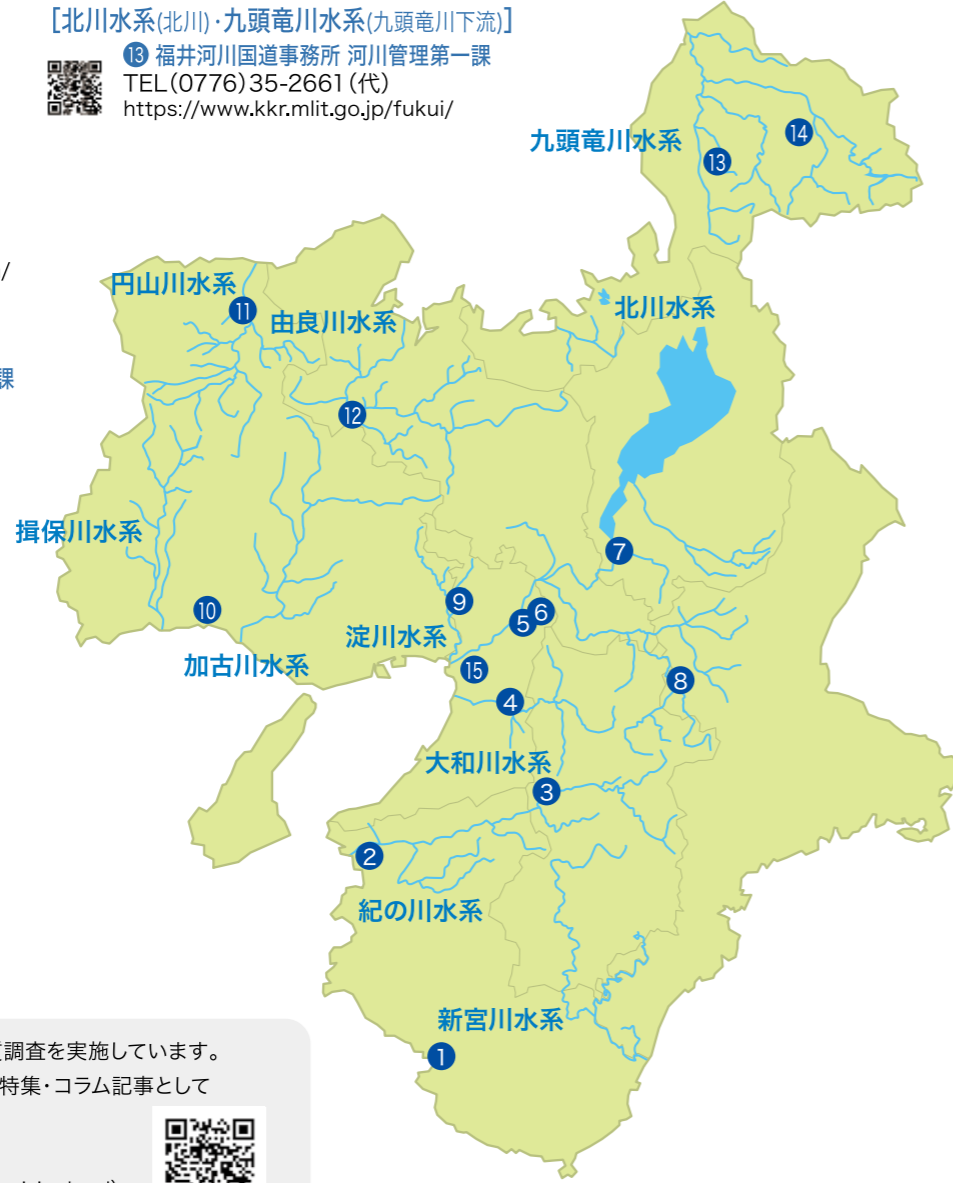 [北川水系(北川)・九頭竜川水系(九頭竜川下流)]
⑬ 福井河川国道事務所 河川管理第一課
TEL(0776)35-2661(代)
https://www.kkr.mlit.go.jp/fukui/
九頭竜川水系
⑭
⑬
/
円山川水系
⑪
由良川水系
北川水系
課
⑫
揖保川水系
⑦
⑩
⑨
⑤
⑥
淀川水系
加古川水系
⑮
⑧
④
大和川水系
③
②
紀の川水系
新宮川水系
①
調査を実施しています。
特集・コラム記事として